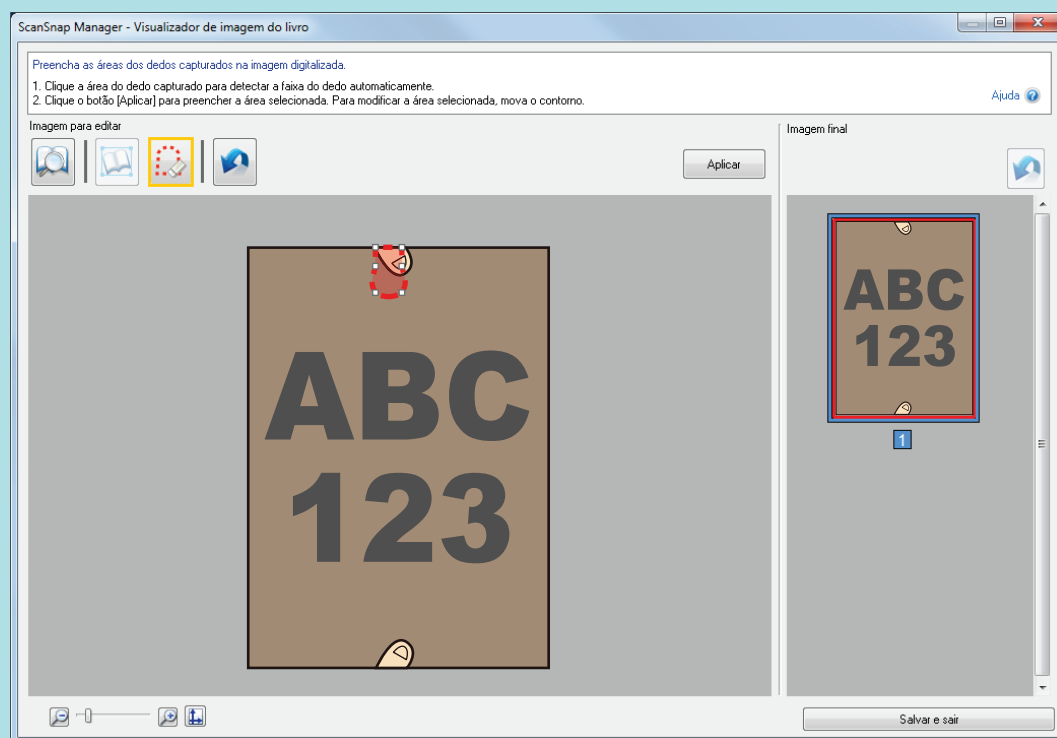 ScanSnap Manager - Visualizador de imagem do livro
Preencha as áreas dos dedos capturados na imagem digitalizada.
1. Clique a área do dedo capturado para detectar a faixa do dedo automaticamente.
2. Clique o botão [Aplicar] para preencher a área selecionada. Para modificar a área selecionada, mova o contorno.
Ajuda
Imagem para editar
Imagem final
Aplicar
ABC
123
ABC
123
1
Salvar e sair